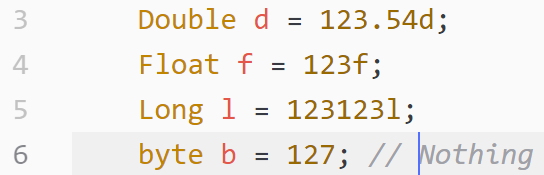 3 Double d = 123.54d;
4 Float f = 123f;
5 Long l = 123123l;
6 byte b = 127; // Nothing